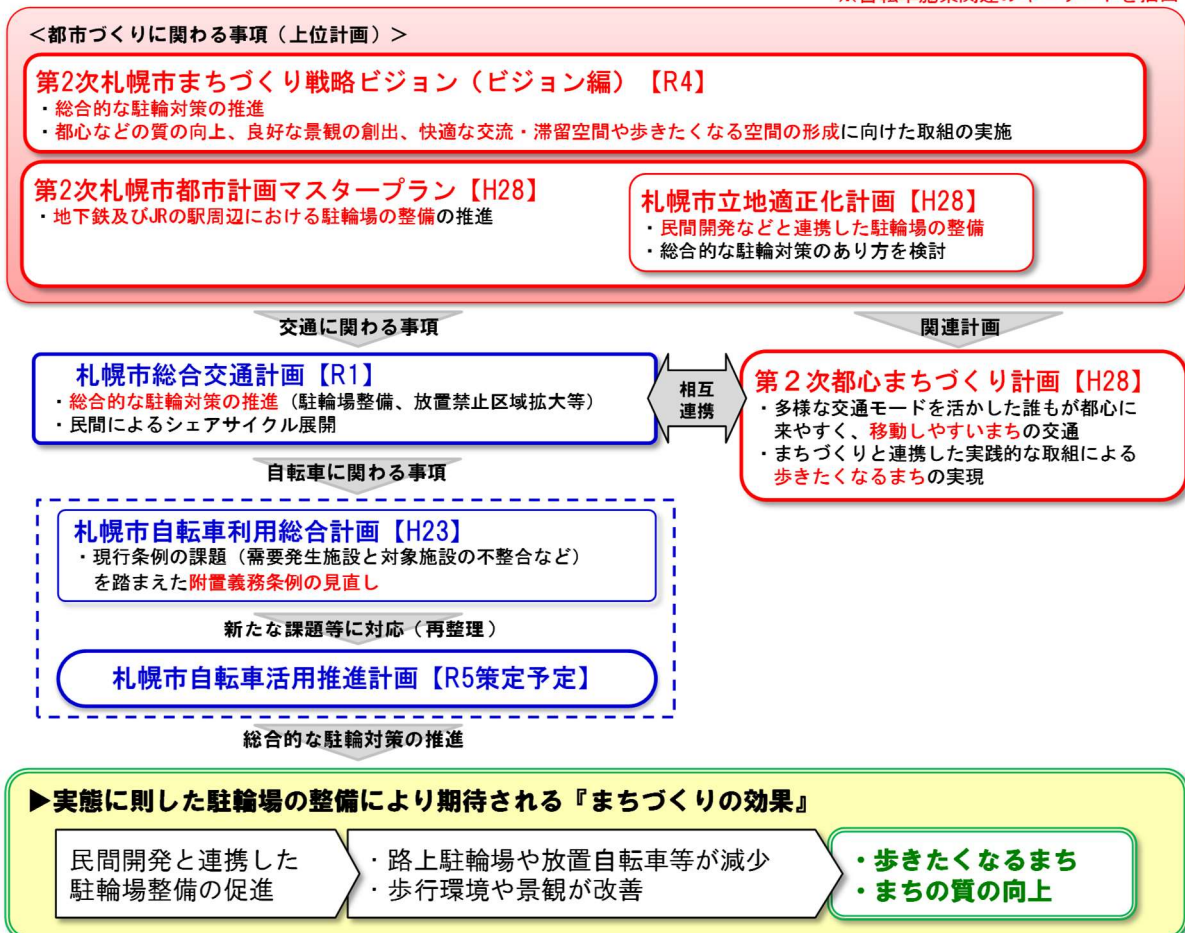 ＜都市づくりに関わる事項（上位計画）＞
第2次札幌市まちづくり戦略ビジョン（ビジョン編）【R4】
・総合的な駐輪対策の推進
・都心などの質の向上、良好な景観の創出、快適な交流・滞留空間や歩きたくなる空間の形成に向けた取組の実施
第2次札幌市都市計画マスタープラン【H28】
・地下鉄及びJRの駅周辺における駐輪場の整備の推進
札幌市立地適正化計画【H28】
・民間開発などと連携した駐輪場の整備
・総合的な駐輪対策のあり方を検討
交通に関わる事項
関連計画
札幌市総合交通計画【R1】
・総合的な駐輪対策の推進（駐輪場整備、放置禁止区域拡大等）
・民間によるシェアサイクル展開
相互
連携
第２次都心まちづくり計画【H28】
・多様な交通モードを活かした誰もが都心に
来やすく、移動しやすいまちの交通
・まちづくりと連携した実践的な取組による
歩きたくなるまちの実現
自転車に関わる事項
札幌市自転車利用総合計画【H23】
・現行条例の課題（需要発生施設と対象施設の不整合など）
を踏まえた附置義務条例の見直し
新たな課題等に対応（再整理）
札幌市自転車活用推進計画【R5策定予定】
総合的な駐輪対策の推進
▶実態に則した駐輪場の整備により期待される『まちづくりの効果』
民間開発と連携した
駐輪場整備の促進
・路上駐輪場や放置自転車等が減少
・歩行環境や景観が改善
・歩きたくなるまち
・まちの質の向上